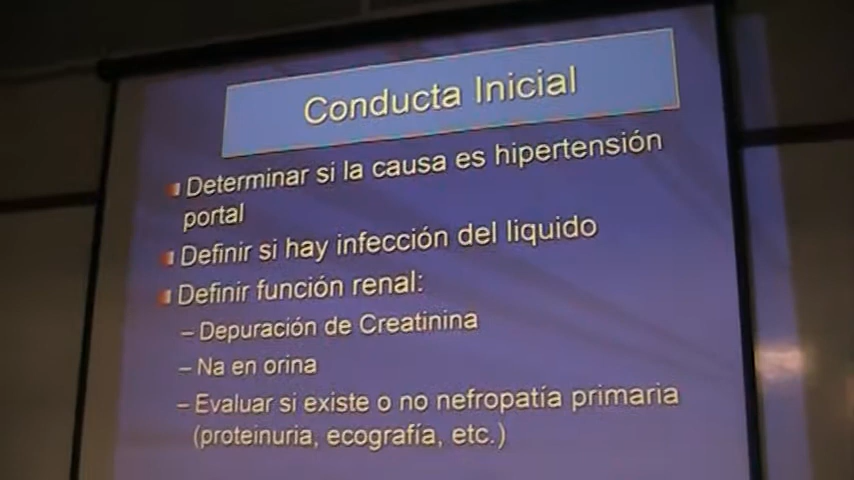 Conducta Inicial
Determinar si la causa es hipertensión
portal
Definir si hay infección del liquido
Definir función renal:
– Depuración de Creatinina
– Na en orina
– Evaluar si existe o no nefropatía primaria
(proteinuria, ecografía, etc.)